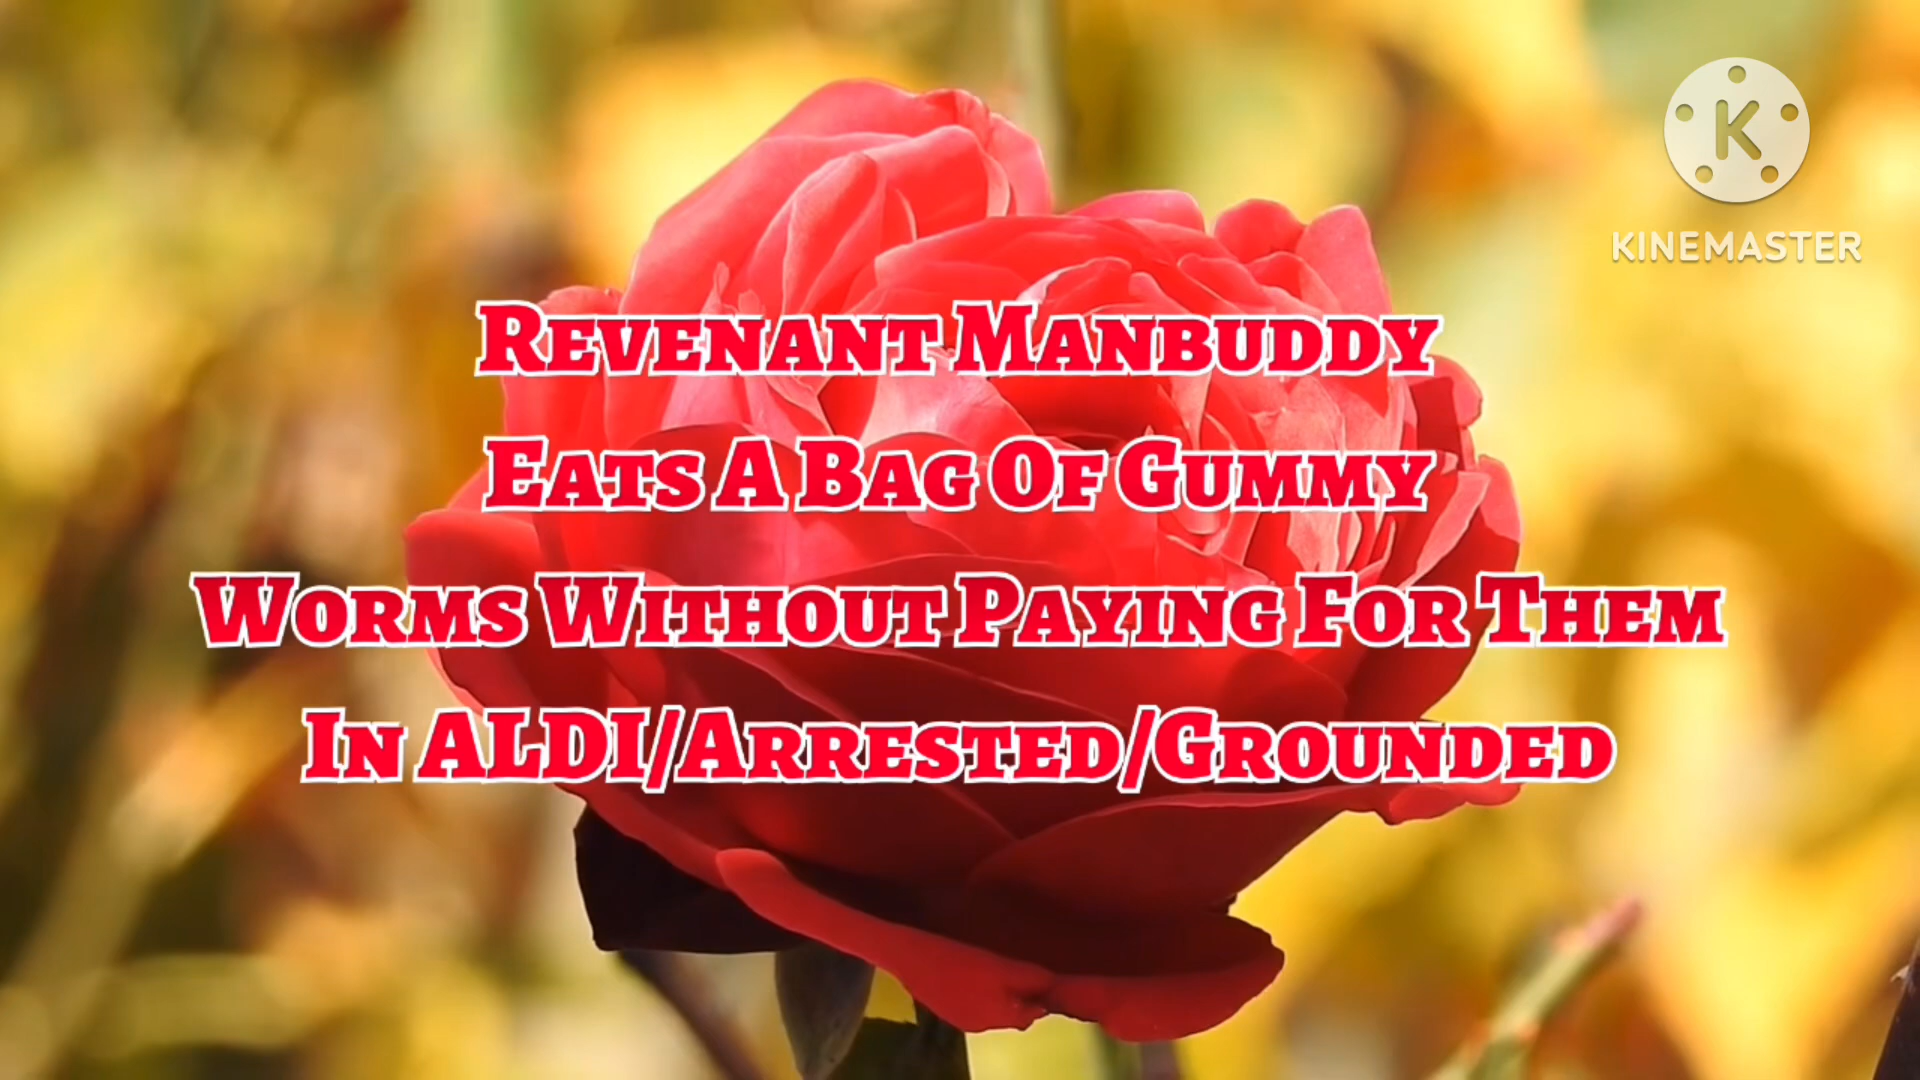 KINEMASTER
Revenant Manbuddy
Eats A Bag Of Gummy
Worms Without Paying For Them
In ALDI/Arrested/Grounded